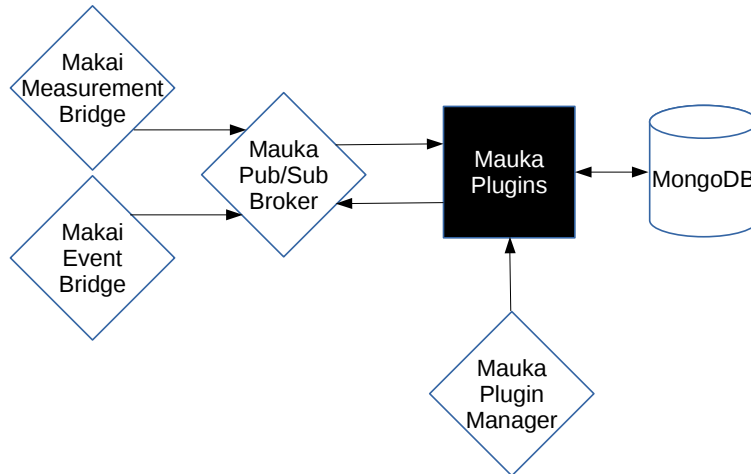 Makai
Measurement
Bridge
Mauka
Pub/Sub
Broker
Mauka
Plugins
MongoDB
Makai
Event
Bridge
Mauka
Plugin
Manager